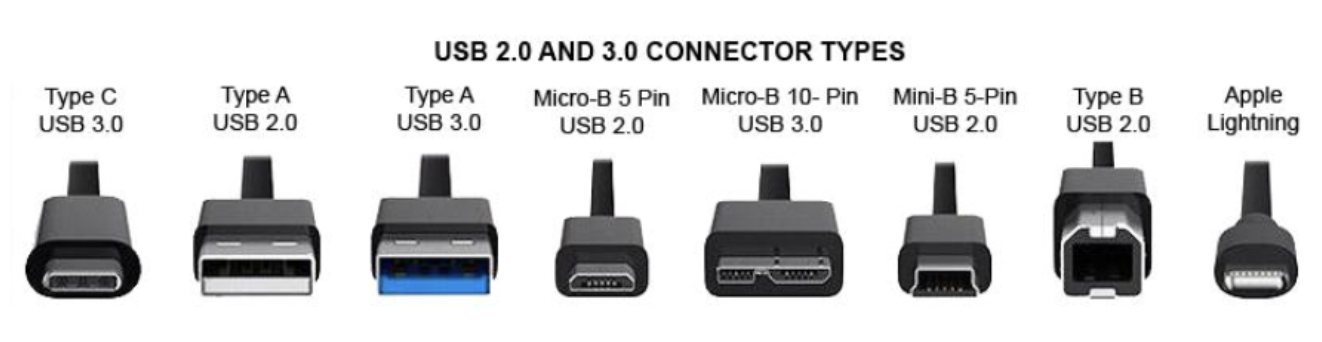 USB 2.0 AND 3.0 CONNECTOR TYPES
Type C
USB 3.0
Type A
USB 2.0
Type A
USB 3.0
Micro-B 5 Pin
USB 2.0
Micro-B 10- Pin
USB 3.0
Mini-B 5-Pin
USB 2.0
Type B
USB 2.0
Apple
Lightning